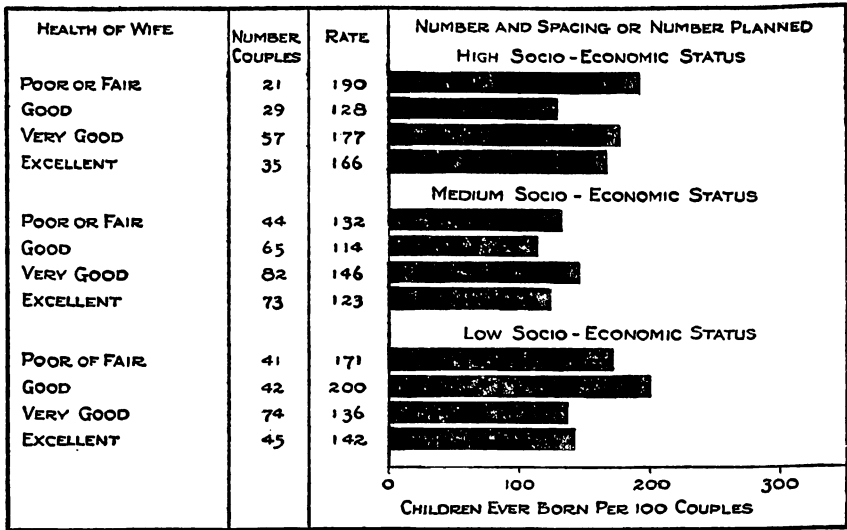 HEALTH OF WIFE NUMBER COUPLES RATE NUMBER AND SPACING OR NUMBER PLANNED
HIGH SOCIO-ECONOMIC STATUS
POOR OR FAIR 21 190
GOOD 29 128
VERY GOOD 57 177
EXCELLENT 35 166
MEDIUM SOCIO-ECONOMIC STATUS
POOR OR FAIR 44 132
GOOD 65 114
VERY GOOD 82 146
EXCELLENT 73 123
LOW SOCIO-ECONOMIC STATUS
POOR OF FAIR 41 171
GOOD 42 200
VERY GOOD 74 136
EXCELLENT 45 142
0 100 200 300
CHILDREN EVER BORN PER 100 COUPLES